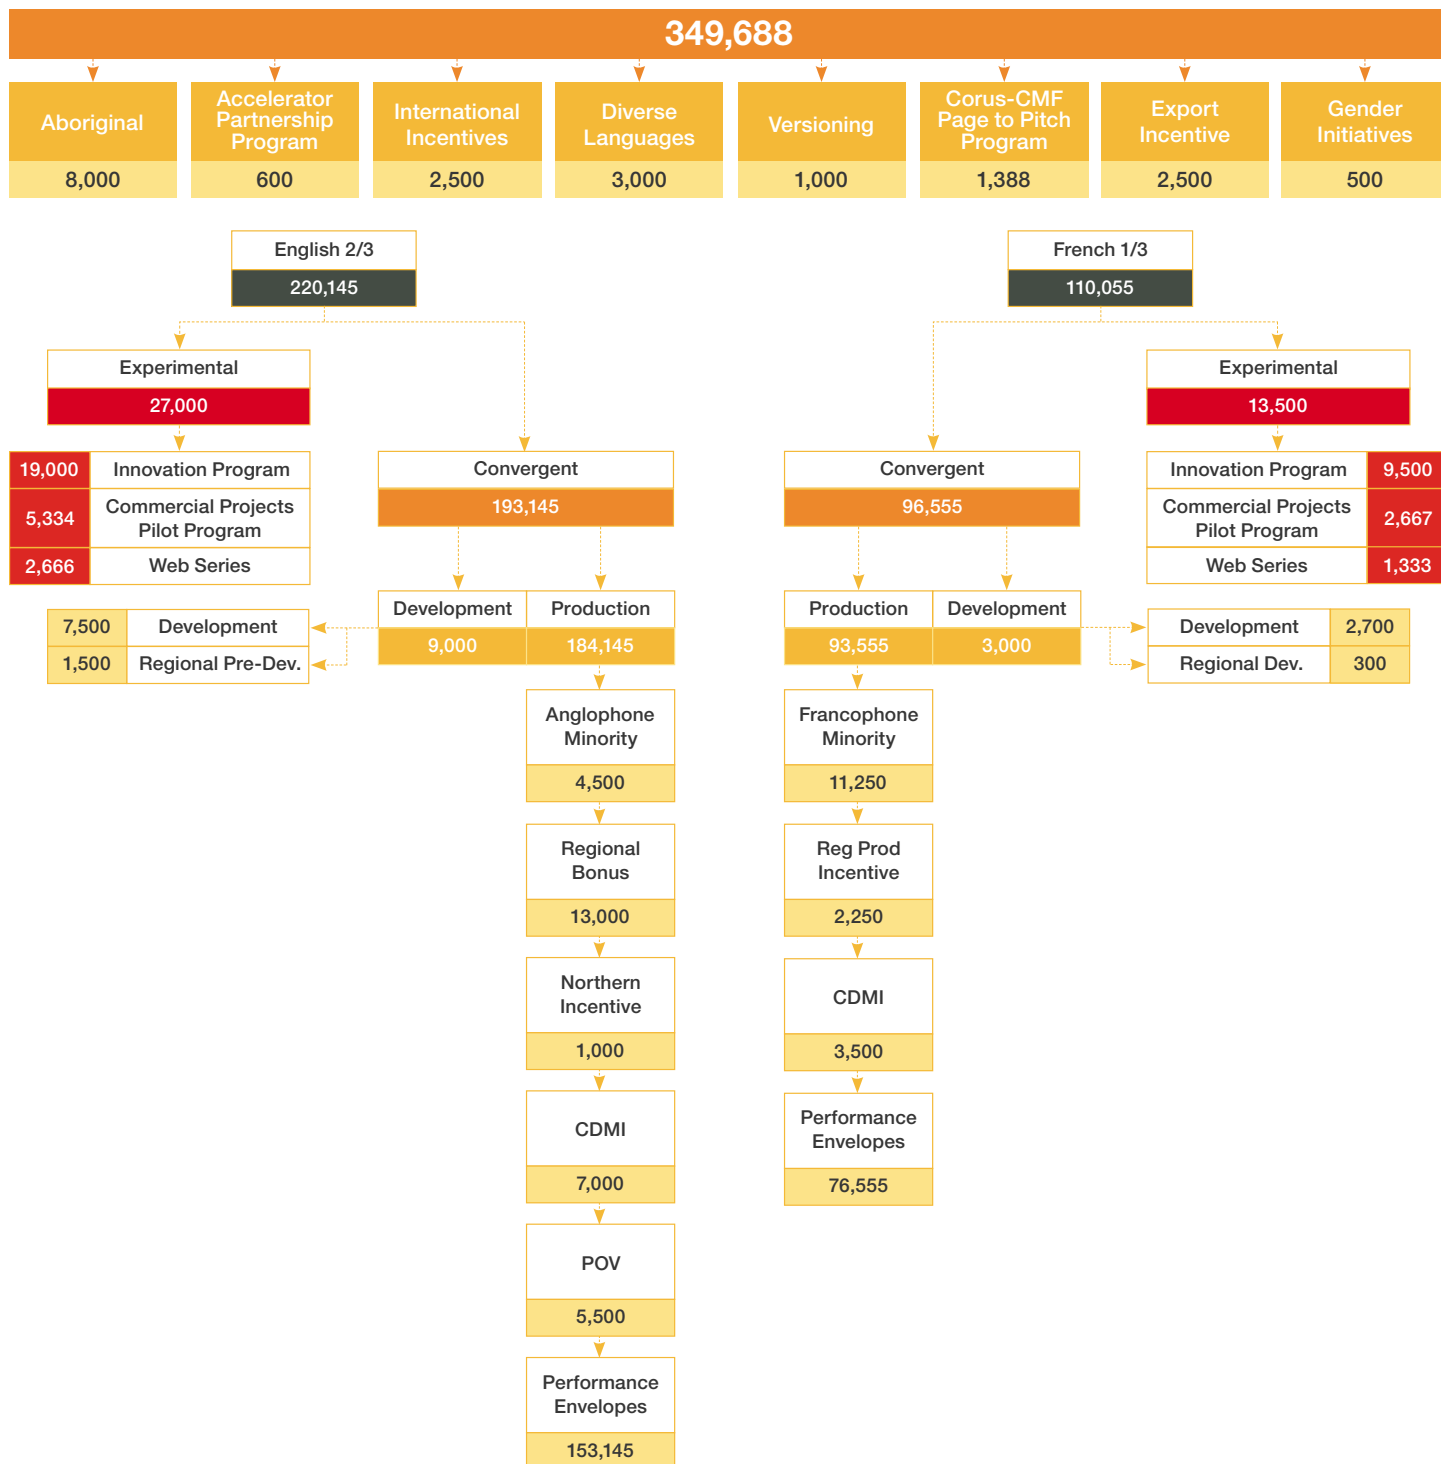 349,688
Aboriginal
8,000
Accelerator
Partnership
Program
600
International
Incentives
2,500
Diverse
Languages
3,000
Versioning
1,000
Corus-CMF
Page to Pitch
Program
1,388
Export
Incentive
2,500
Gender
Initiatives
500
English 2/3
220,145
French 1/3
110,055
Experimental
27,000
19,000 Innovation Program
5,334 Commercial Projects
Pilot Program
2,666 Web Series
Convergent
193,145
Development
9,000
Production
184,145
7,500 Development
1,500 Regional Pre-Dev.
Anglophone
Minority
4,500
Regional
Bonus
13,000
Northern
Incentive
1,000
CDMI
7,000
POV
5,500
Performance
Envelopes
153,145
Convergent
96,555
Production
93,555
Development
3,000
Francophone
Minority
11,250
Reg Prod
Incentive
2,250
CDMI
3,500
Performance
Envelopes
76,555
Experimental
13,500
Innovation Program 9,500
Commercial Projects
Pilot Program 2,667
Web Series 1,333
Development 2,700
Regional Dev. 300